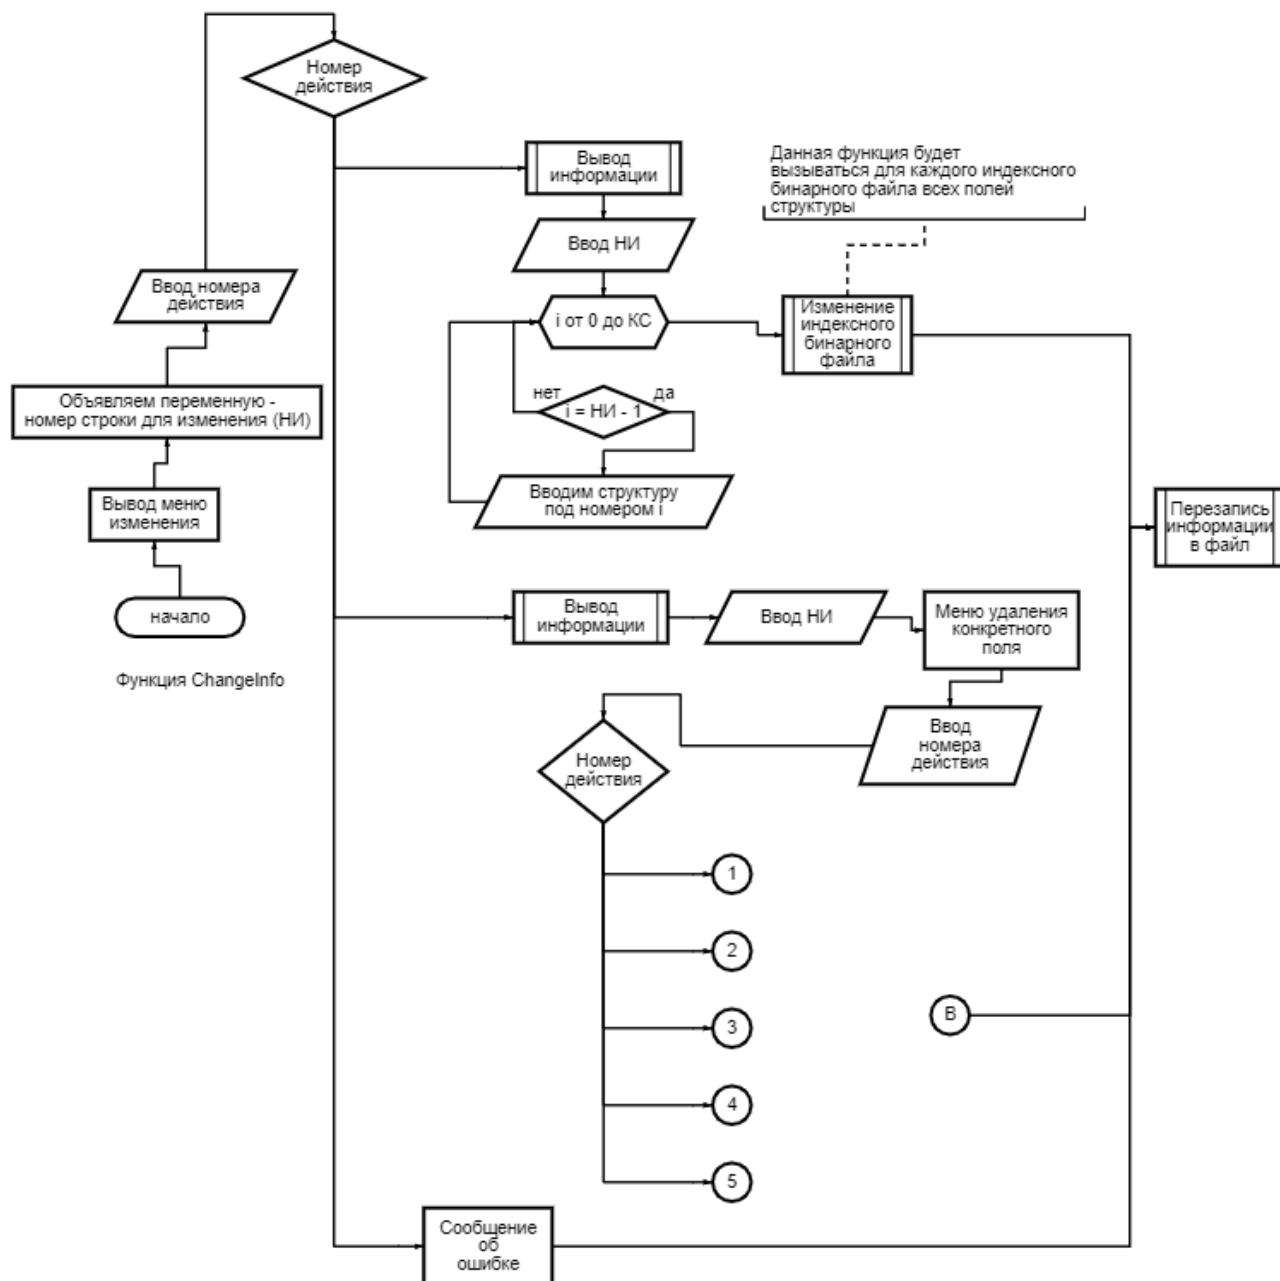 Номер
действия
Вывод
информации
Данная функция будет
вызываться для каждого индексного
бинарного файла всех полей
структуры
Ввод НИ
Ввод номера
действия
i от 0 до КС
Изменение
индексного
бинарного
файла
нет
да
i = НИ - 1
Объявляем переменную -
номер строки для изменения (НИ)
Вводим структуру
под номером i
Вывод меню
изменения
Перезапись
информации
в файл
начало
Вывод
информации
Ввод НИ
Меню удаления
конкретного
поля
Функция ChangeInfo
Ввод
номера
действия
Номер
действия
1
2
3
В
4
5
Сообщение
об
ошибке